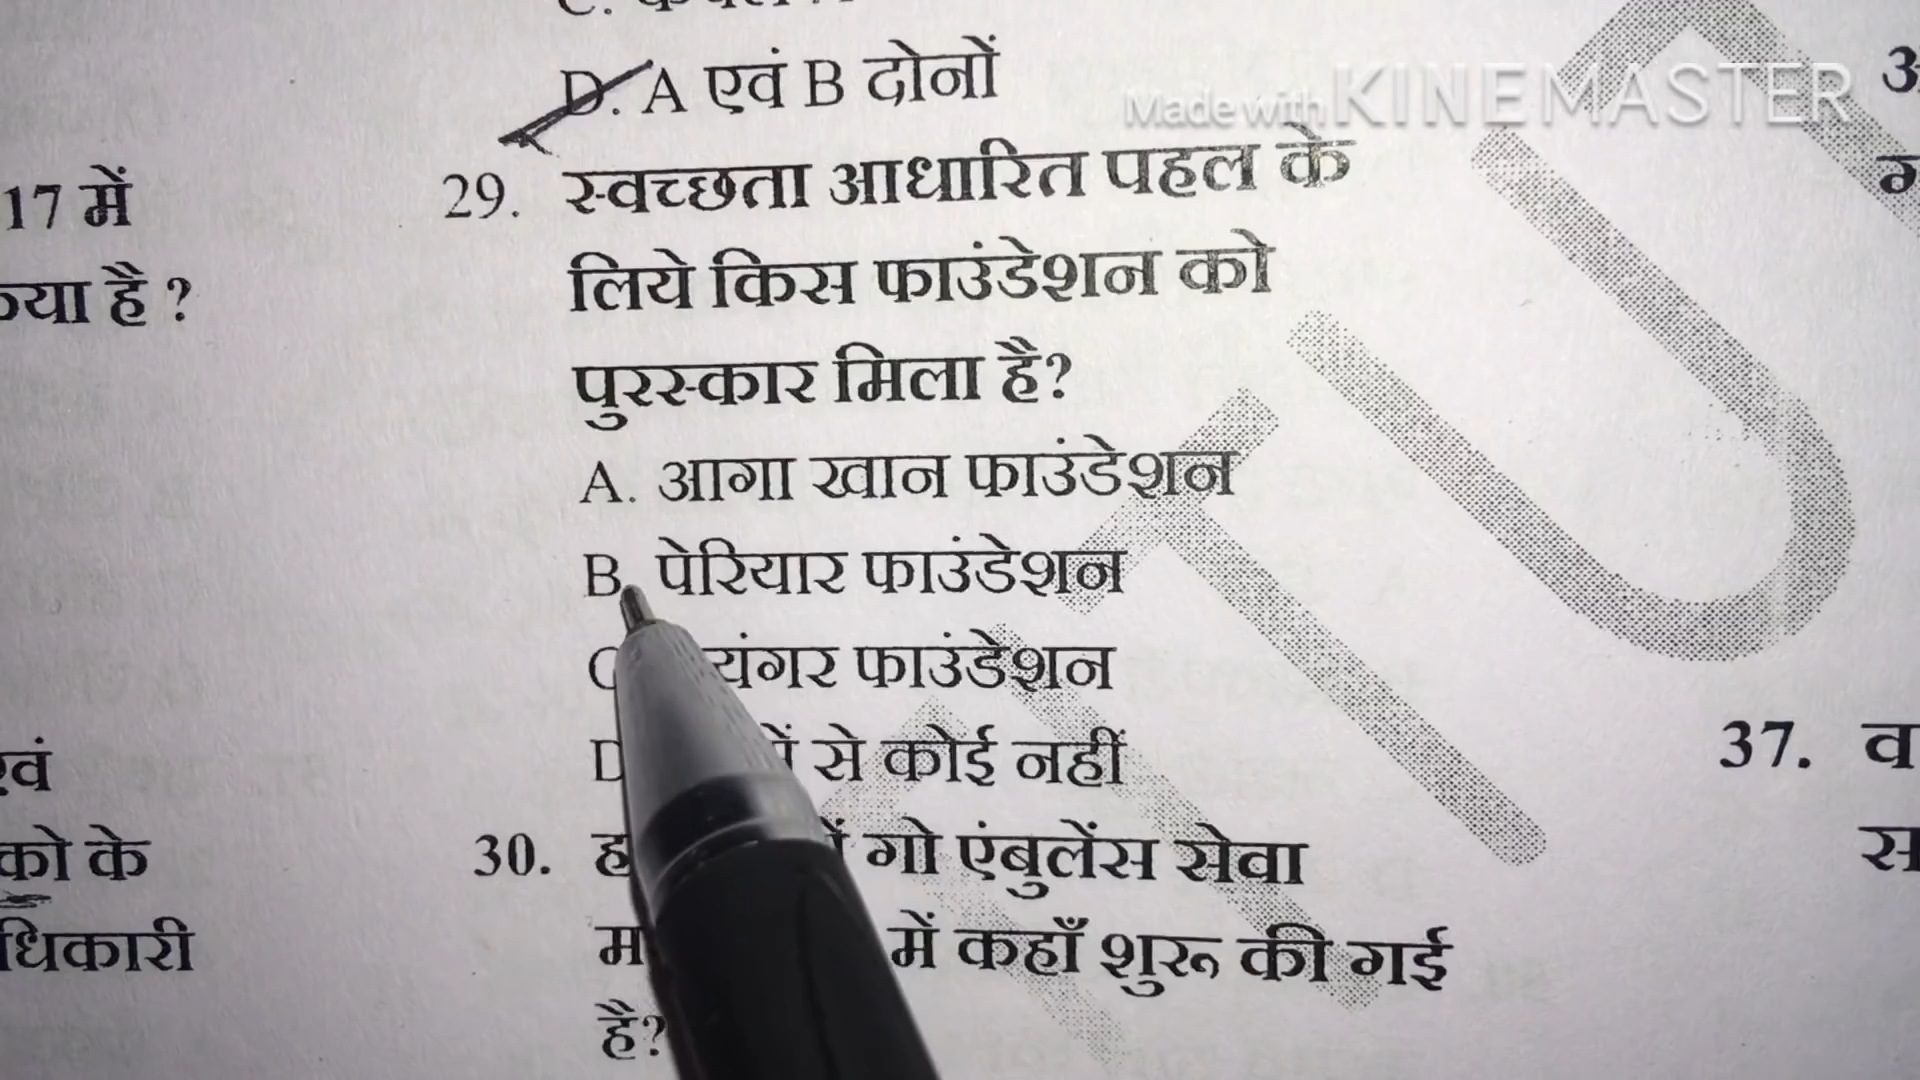 D. A एवं B दोनों
Made with KINEMASTER
17 में
29. स्वच्छता आधारित पहल के
लिये किस फाउंडेशन को
है ?
पुरस्कार मिला है?
A. आगा खान फाउंडेशन
B. पेरियार फाउंडेशन
फाउंडेशन
37.
D से कोई नहीं
को के
30. गो एंबुलेंस सेवा
में कहाँ शुरू की गई
है?